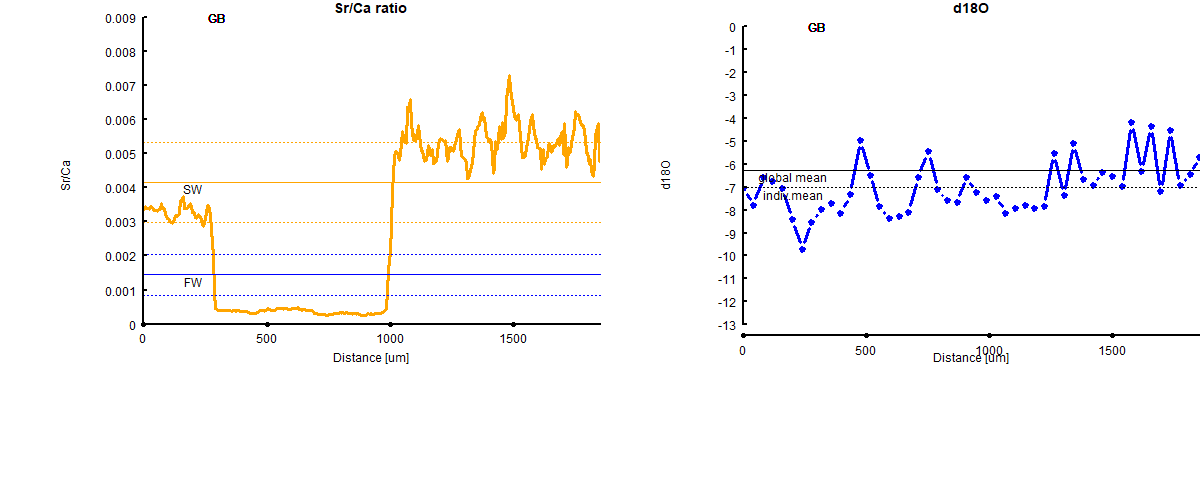 Sr/Ca ratio
GB
0.009
0.008
0.007
0.006
0.005
0.004
0.003
0.002
0.001
0
Sr/Ca
SW
FW
0
500
1000
1500
Distance [um]
d18O
GB
0
-1
-2
-3
-4
-5
-6
-7
-8
-9
-10
-11
-12
-13
d18O
global mean
indiv.mean
0
500
1000
1500
Distance [um]